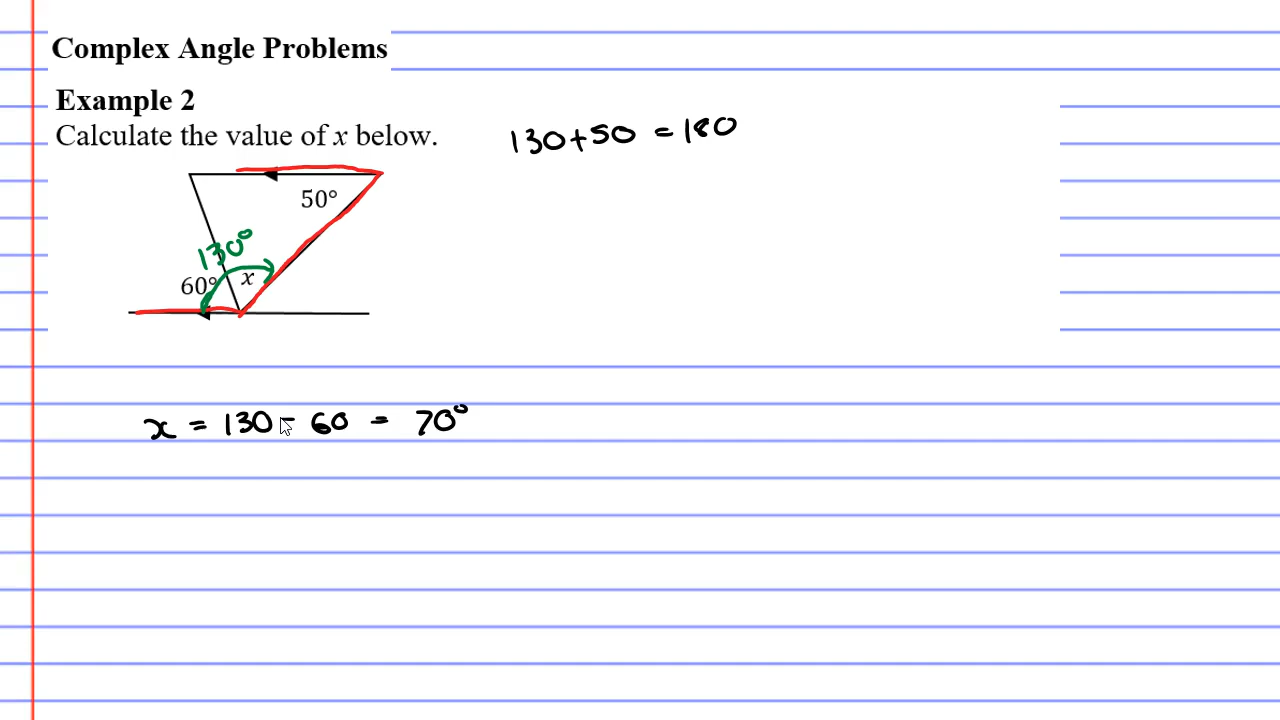 Complex Angle Problems
Example 2
Calculate the value of x below.
130+50 = 180
50°
130°
60°
x
x = 130 - 60 = 70°